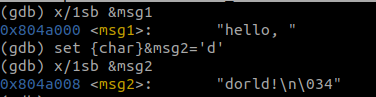 (gdb) x/1sb &msg1
0x804a000 <msg1>:       "hello, "
(gdb) set {char}&msg2='d'
(gdb) x/1sb &msg2
0x804a008 <msg2>:       "dorld!\n\034"